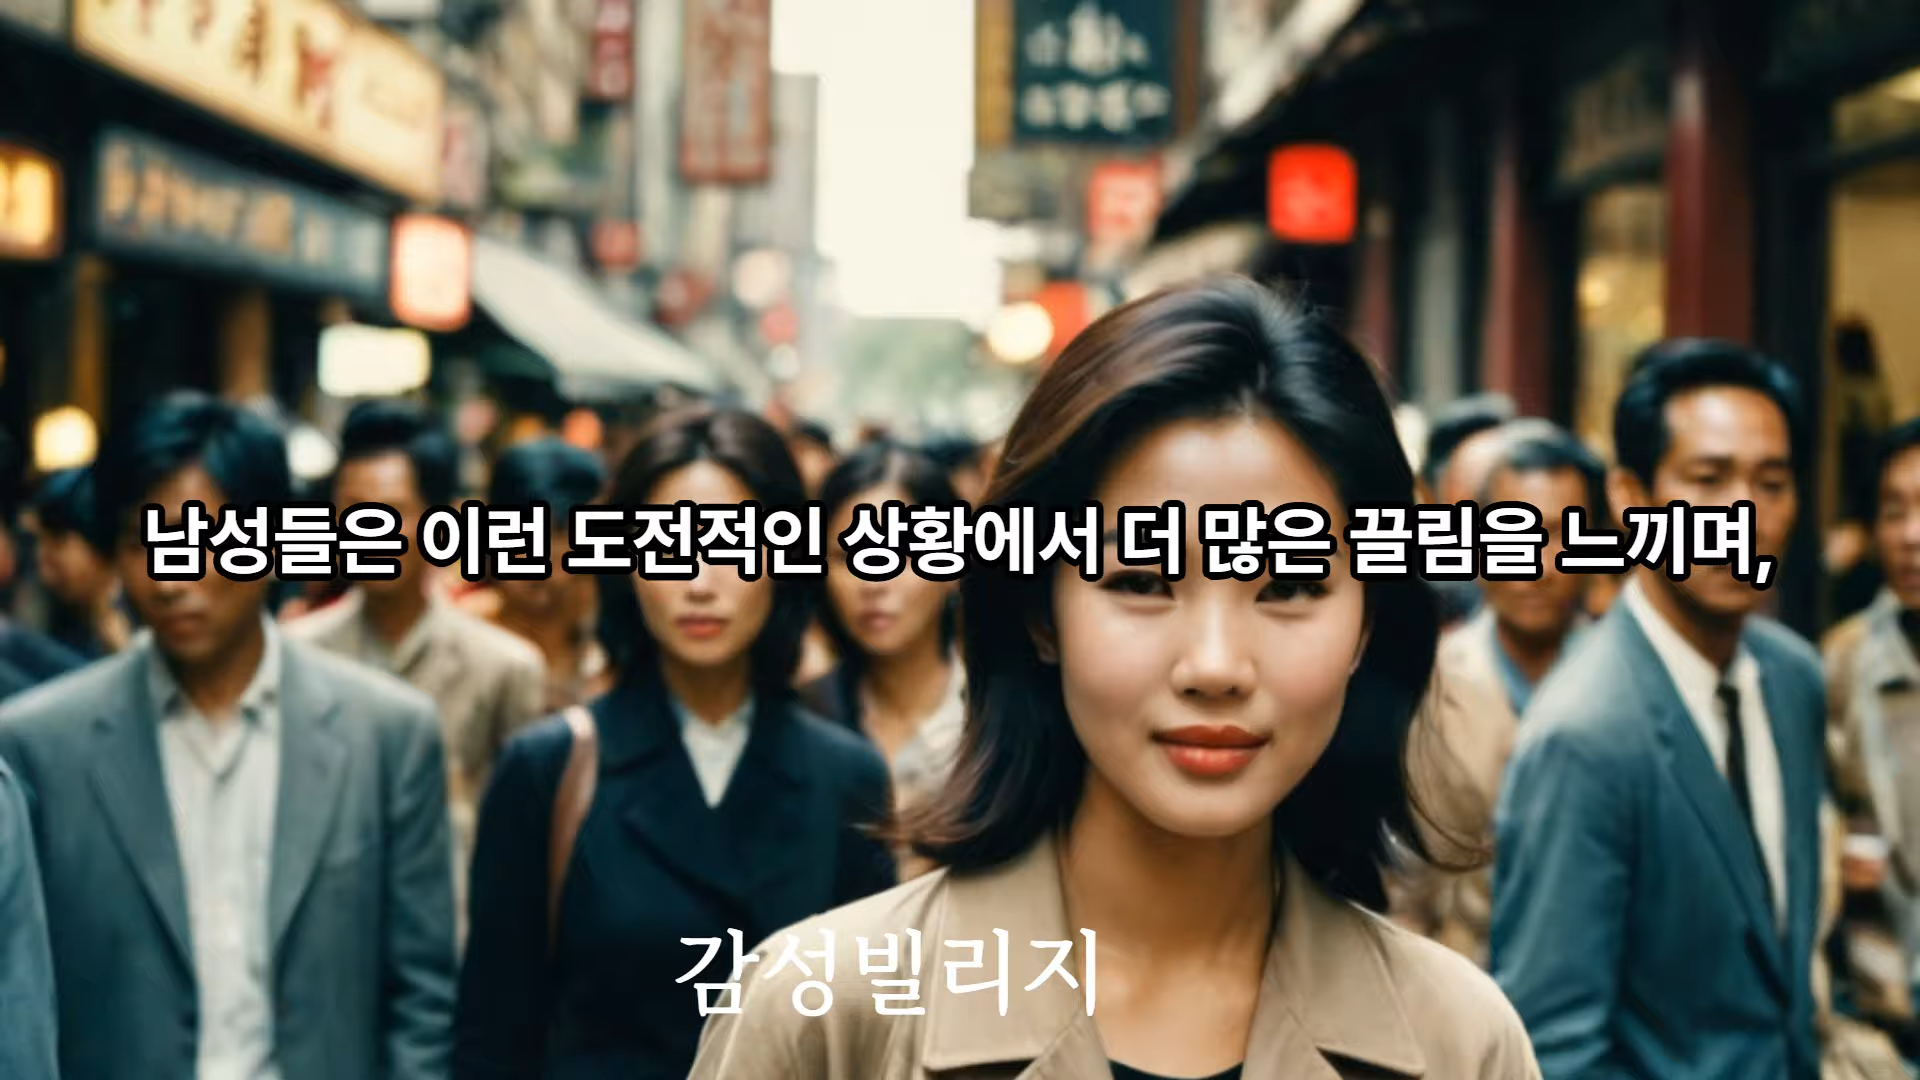 남성들은 이런 도전적인 상황에서 더 많은 끌림을 느끼며,
감성빌리지